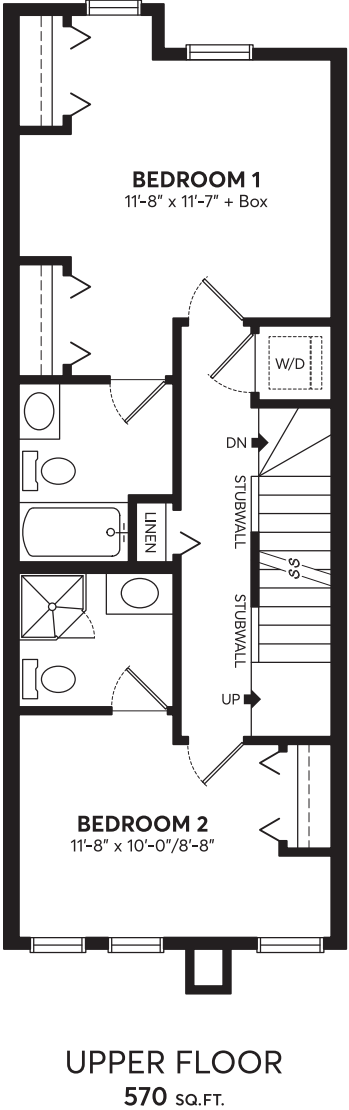 BEDROOM 1
11'-8" x 11'-7" + Box
W/D
DN
STUBWALL
LINEN
SS
STUBWALL
UP
BEDROOM 2
11'-8" x 10'-0"/8'-8"
UPPER FLOOR
570 SQ.FT.